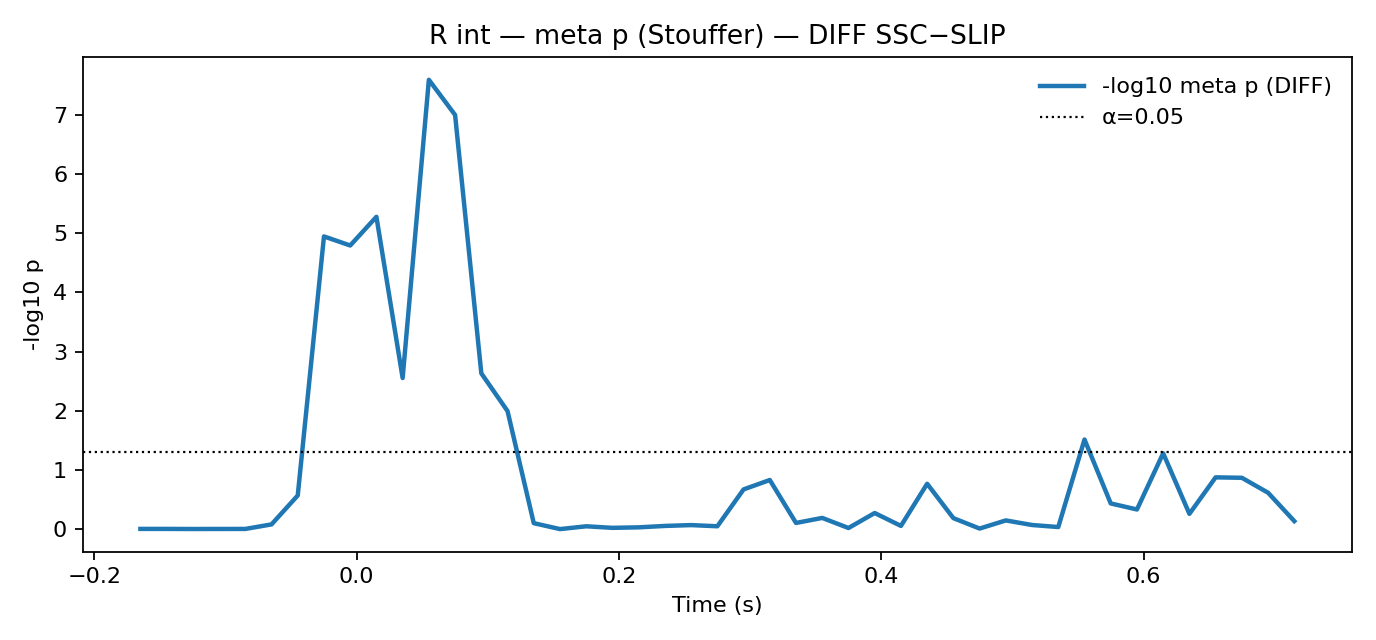 R int — meta p (Stouffer) — DIFF SSC−SLIP
-log10 meta p (DIFF)
α=0.05
-log10 p
7
6
5
4
3
2
1
0
−0.2
0.0
0.2
0.4
0.6
Time (s)